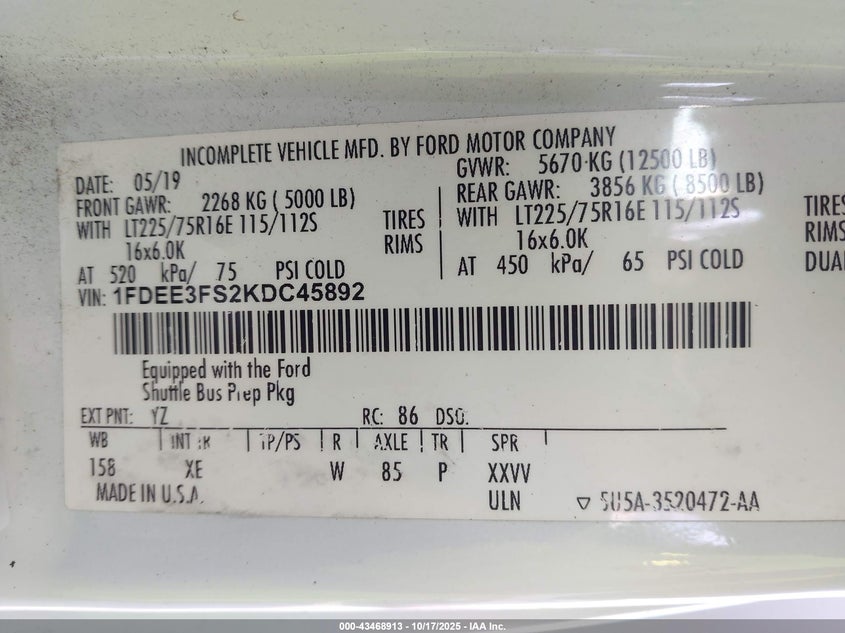 INCOMPLETE VEHICLE MFD. BY FORD MOTOR COMPANY
DATE: 05/19 GVWR: 5670 KG (12500 LB)
FRONT GAWR: 2268 KG ( 5000 LB) REAR GAWR: 3856 KG ( 8500 LB)
WITH LT225/75R16E 115/112S TIRES WITH LT225/75R16E 115/112S TIRES
16x6.0K RIMS 16x6.0K RIMS
AT 520 kPa/ 75 PSI COLD AT 450 kPa/ 65 PSI COLD DUAL
VIN: 1FDEE3FS2KDC45892
Equipped with the Ford
Shuttle Bus Prep Pkg
EXT PNT: YZ RC: 86 DSO:
WB INT TR TP/PS R AXLE TR SPR
158 XE W 85 P XXVV
MADE IN U.S.A. ULN ▽ 5U5A-3520472-AA
000-43468913 - 10/17/2025 - IAA Inc.